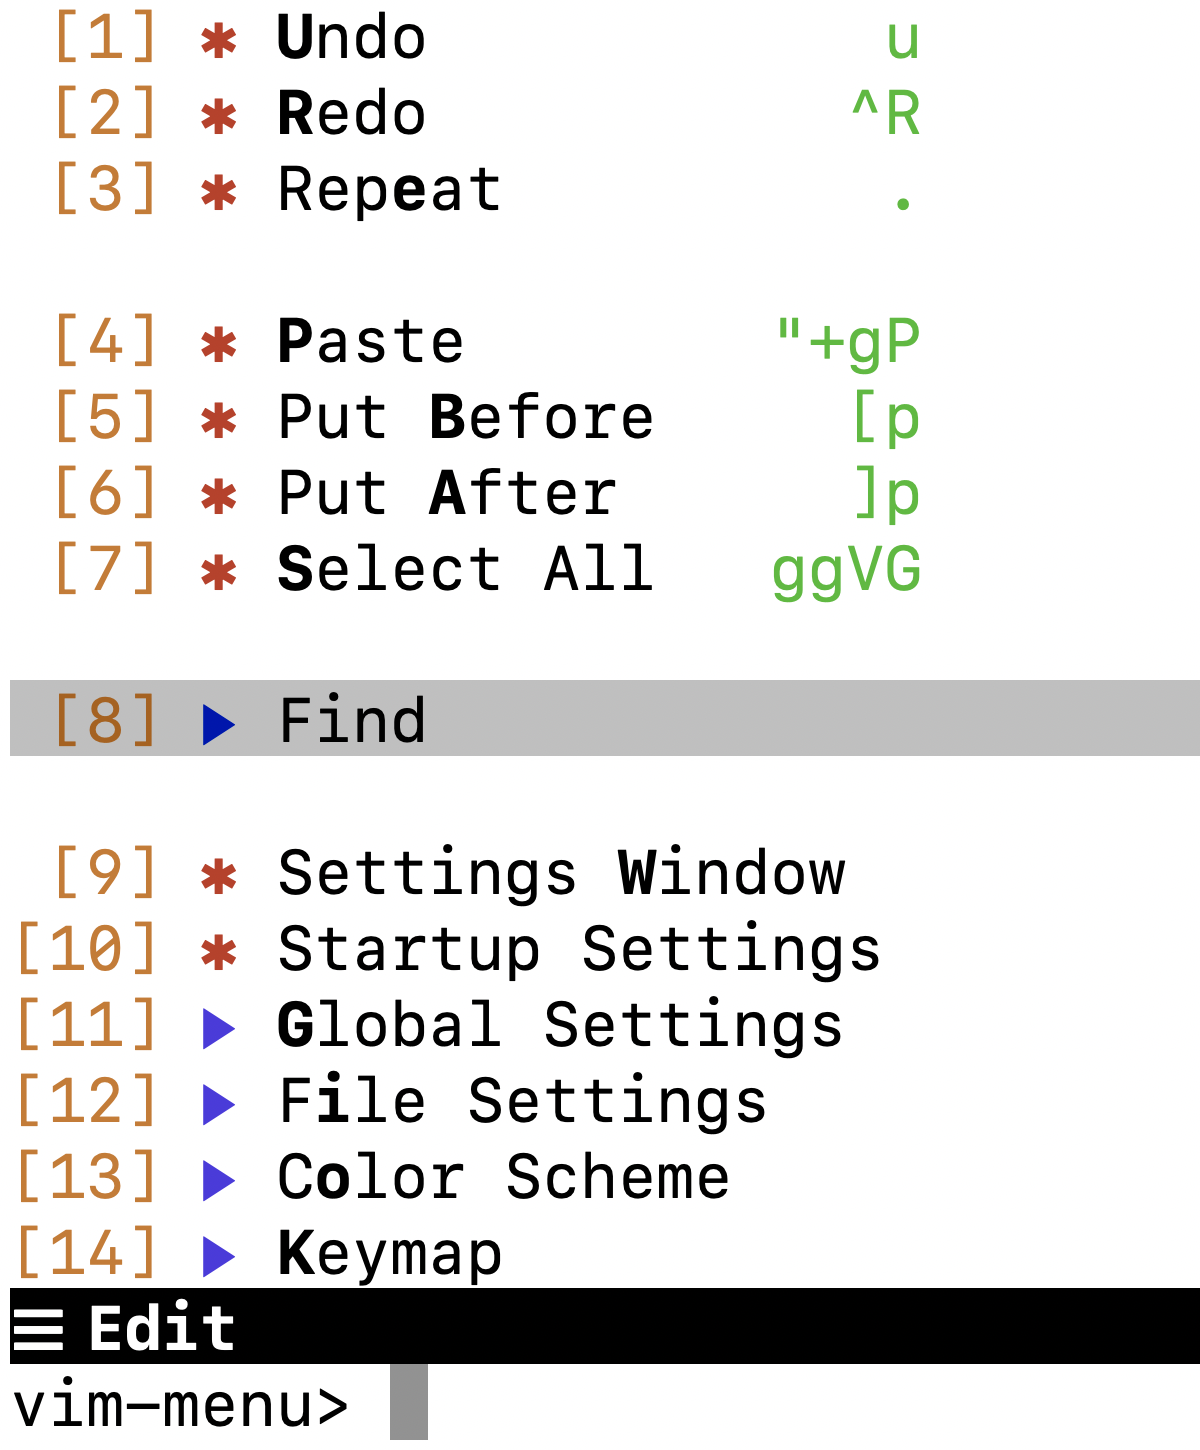 [1] * Undo u
[2] * Redo ^R
[3] * Repeat .
[4] * Paste "+gP
[5] * Put Before [p
[6] * Put After ]p
[7] * Select All ggVG
[8] ▶ Find
[9] * Settings Window
[10] * Startup Settings
[11] ▶ Global Settings
[12] ▶ File Settings
[13] ▶ Color Scheme
[14] ▶ Keymap
☰ Edit
vim-menu>